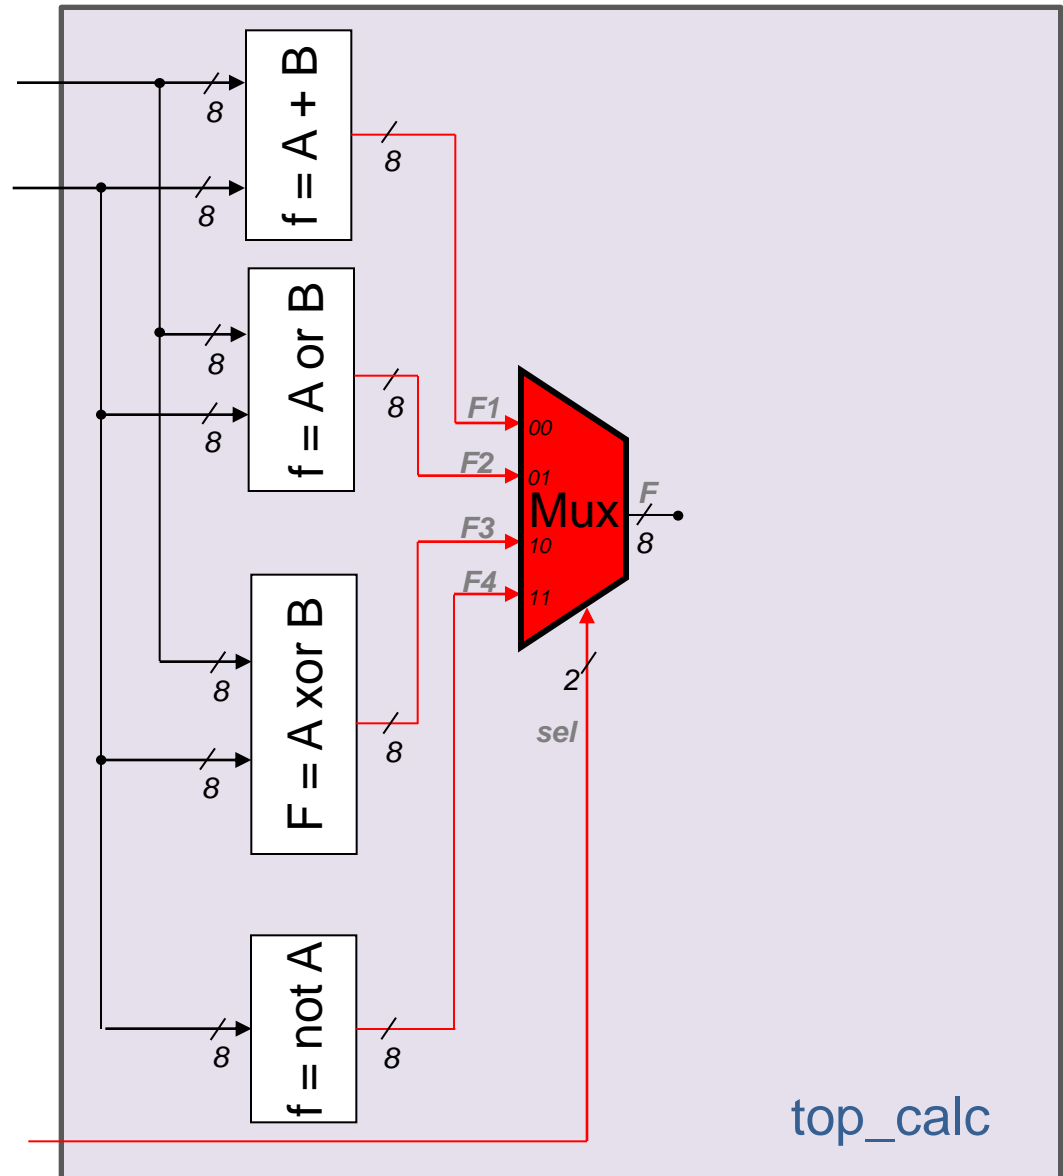 f = A + B
8
8
8
f = A or B
8
8
8
F1
00
F2
01
Mux
F
8
F3
10
F4
11
2
sel
F = A xor B
8
8
8
f = not A
8
8
top_calc